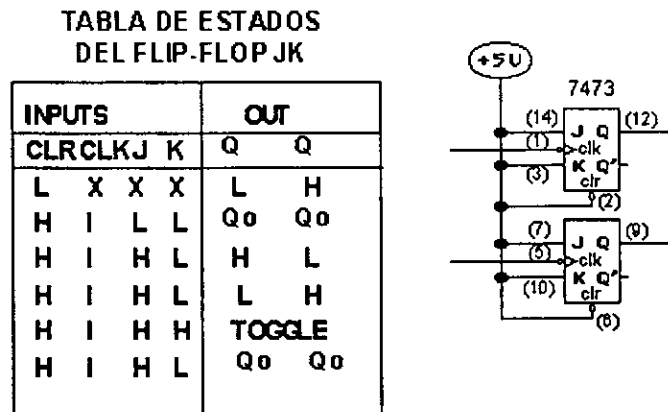 TABLA DE ESTADOS
DEL FLIP-FLOP JK
INPUTS OUT
CLR CLK J K Q Q
L X X X L H
H I L L Qo Qo
H I H L H L
H I H L L H
H I H H TOGGLE
H I H L Qo Qo
+5V
7473
(14) J Q (12)
(1) clk
(3) K Q'
clr
(2)
(7) J Q (9)
(5) clk
(10) K Q'
clr
(6)